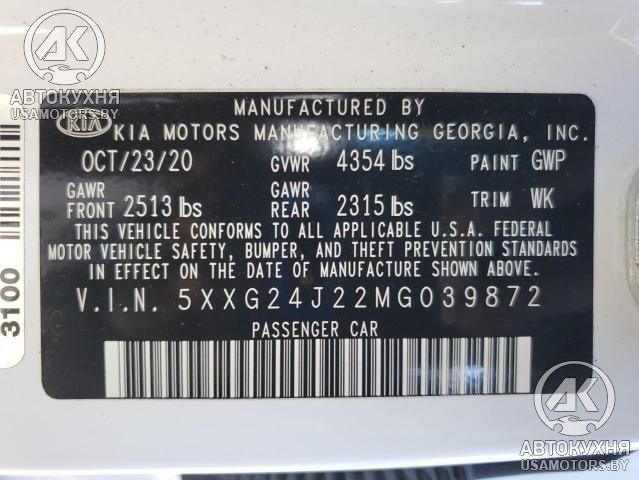 AK
АВТОКУХНЯ
USAMOTORS.BY
MANUFACTURED BY
KIA KIA MOTORS MANUFACTURING GEORGIA, INC.
OCT/23/20 GVWR 4354 lbs PAINT GWP
GAWR FRONT 2513 lbs GAWR REAR 2315 lbs TRIM WK
THIS VEHICLE CONFORMS TO ALL APPLICABLE U.S.A. FEDERAL
MOTOR VEHICLE SAFETY, BUMPER, AND THEFT PREVENTION STANDARDS
IN EFFECT ON THE DATE OF MANUFACTURE SHOWN ABOVE.
V.I.N. 5XXG24J22MG039872
PASSENGER CAR
3100
AK
АВТОКУХНЯ
USAMOTORS.BY